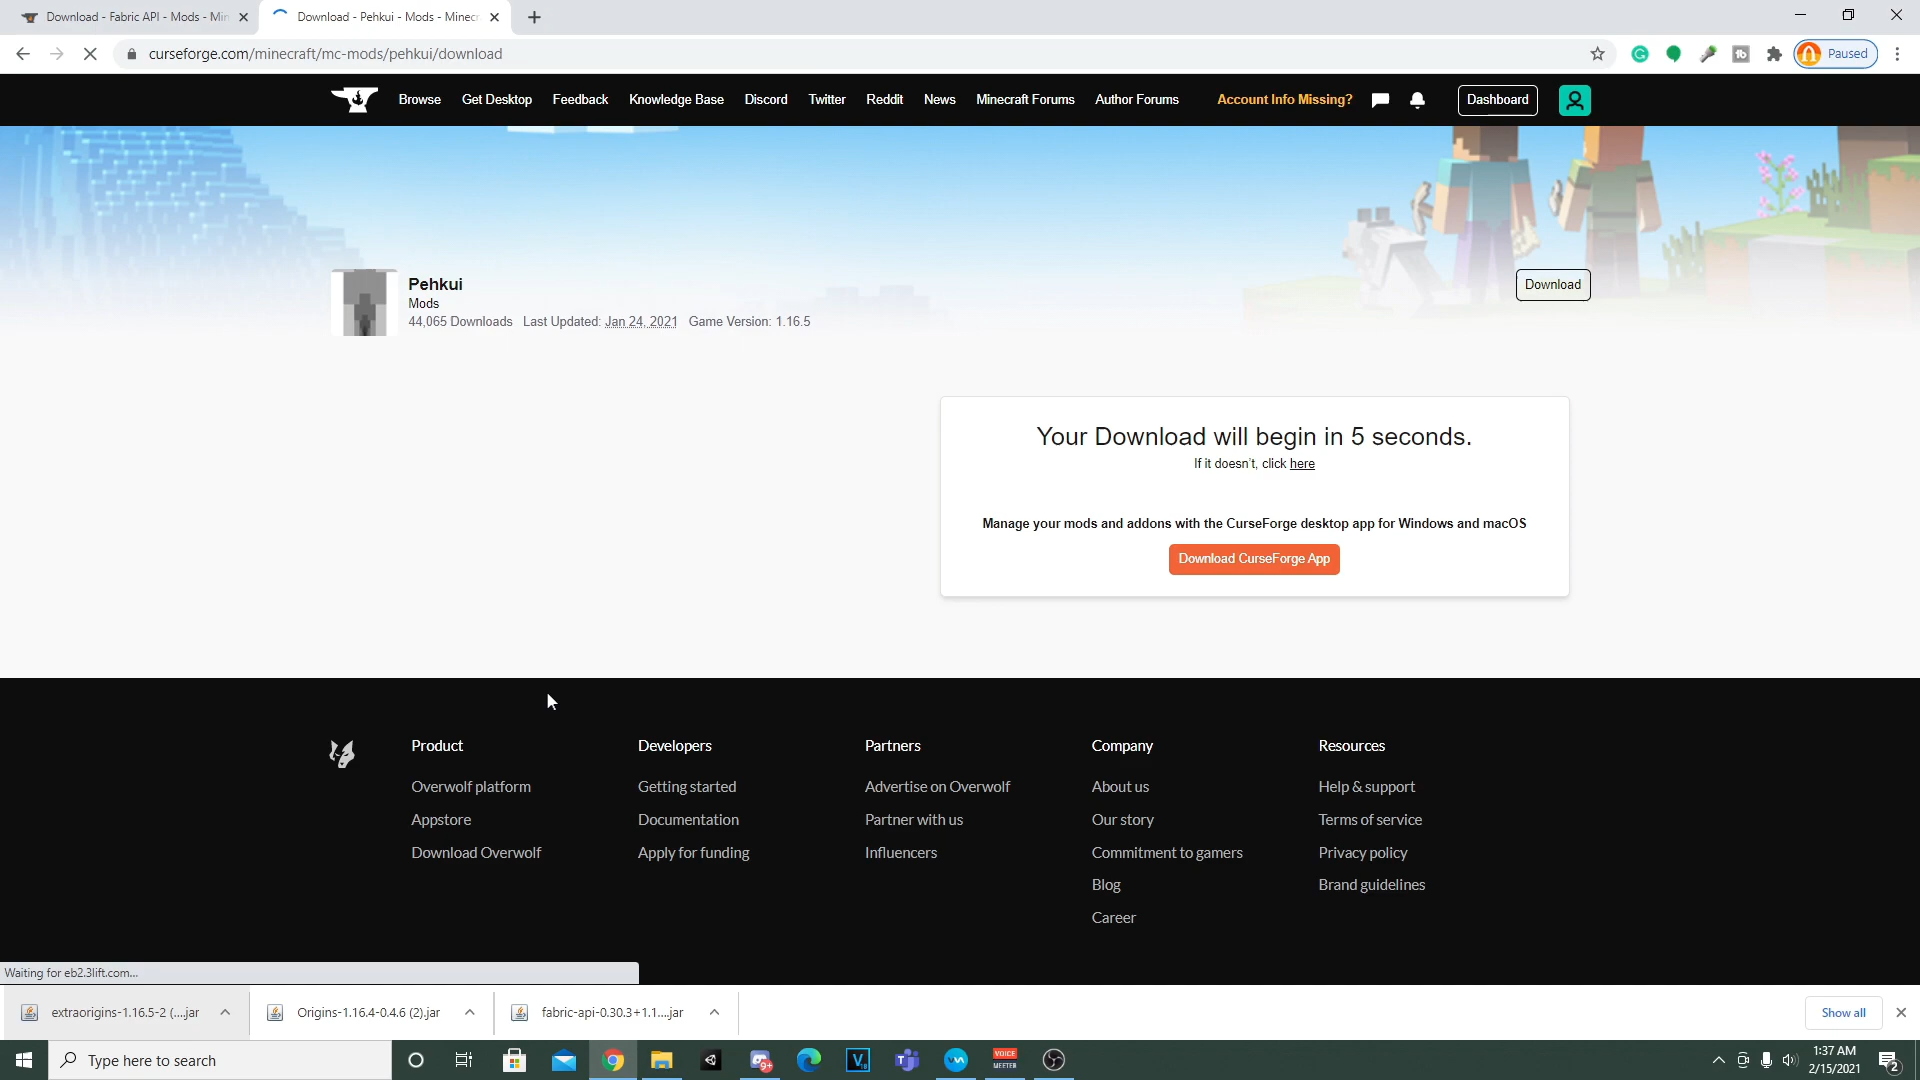 Download - Fabric API - Mods - Min
Download - Pehkui - Mods - Minecr
curseforge.com/minecraft/mc-mods/pehkui/download
Paused
Browse Get Desktop Feedback Knowledge Base Discord Twitter Reddit News Minecraft Forums Author Forums Account Info Missing? Dashboard
Pehkui
Mods
44,065 Downloads Last Updated: Jan 24, 2021 Game Version: 1.16.5
Download
Your Download will begin in 5 seconds.
If it doesn't, click here
Manage your mods and addons with the CurseForge desktop app for Windows and macOS
Download CurseForge App
Product Developers Partners Company Resources
Overwolf platform Getting started Advertise on Overwolf About us Help & support
Appstore Documentation Partner with us Our story Terms of service
Download Overwolf Apply for funding Influencers Commitment to gamers Privacy policy
Blog Brand guidelines
Career
Waiting for eb2.3lift.com...
extraorigins-1.16.5-2 (....jar Origins-1.16.4-0.4.6 (2).jar fabric-api-0.30.3+1.1....jar Show all
Type here to search
9+
VOICE
MEETER
1:37 AM
2/15/2021
2